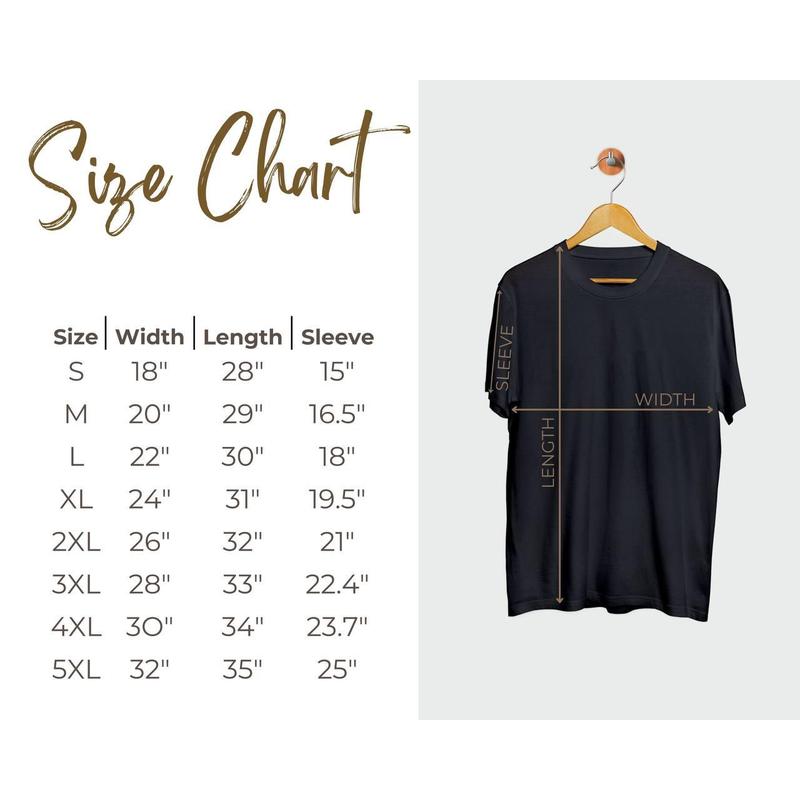 Size Chart
Size | Width | Length | Sleeve
S 18" 28" 15"
M 20" 29" 16.5"
L 22" 30" 18"
XL 24" 31" 19.5"
2XL 26" 32" 21"
3XL 28" 33" 22.4"
4XL 3O" 34" 23.7"
5XL 32" 35" 25"
SLEEVE
WIDTH
LENGTH